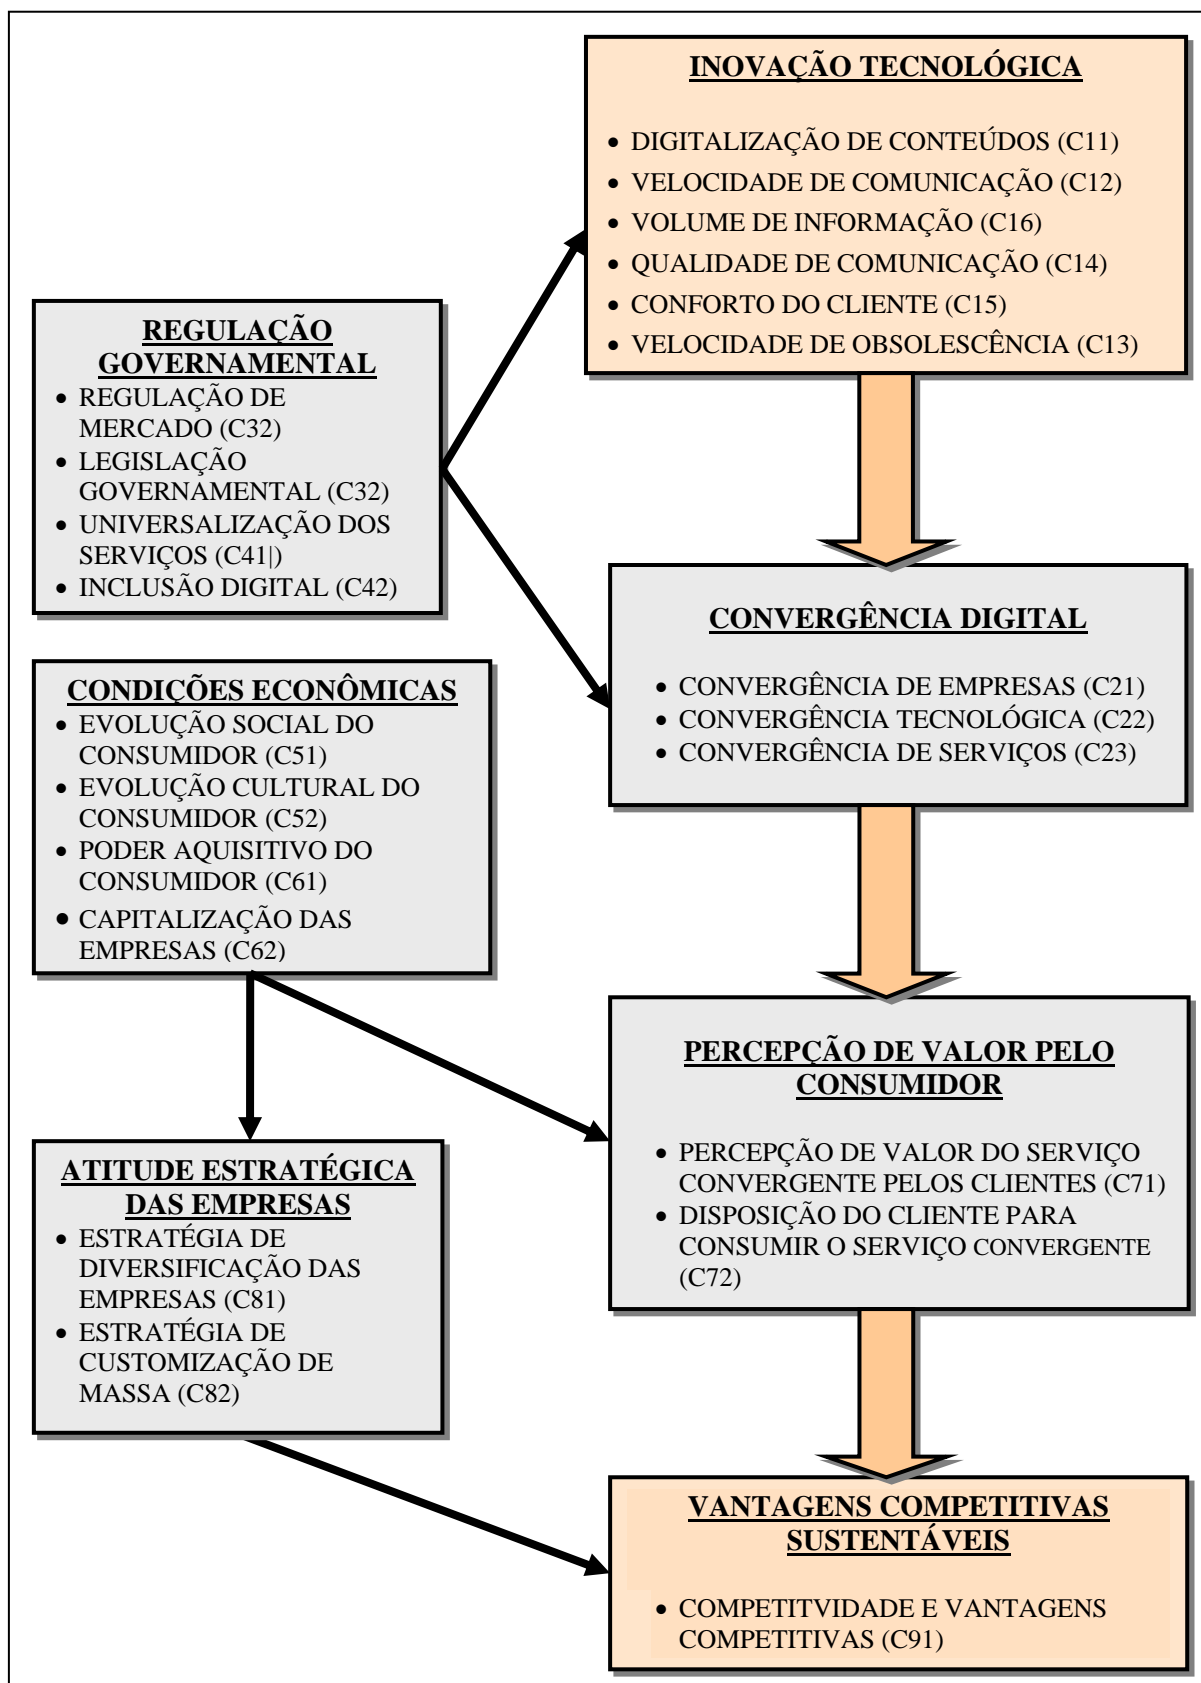 INOVAÇÃO TECNOLÓGICA
• DIGITALIZAÇÃO DE CONTEÚDOS (C11)
• VELOCIDADE DE COMUNICAÇÃO (C12)
• VOLUME DE INFORMAÇÃO (C16)
• QUALIDADE DE COMUNICAÇÃO (C14)
• CONFORTO DO CLIENTE (C15)
• VELOCIDADE DE OBSOLESCÊNCIA (C13)
REGULAÇÃO
GOVERNAMENTAL
• REGULAÇÃO DE
MERCADO (C32)
• LEGISLAÇÃO
GOVERNAMENTAL (C32)
• UNIVERSALIZAÇÃO DOS
SERVIÇOS (C41|)
• INCLUSÃO DIGITAL (C42)
CONVERGÊNCIA DIGITAL
• CONVERGÊNCIA DE EMPRESAS (C21)
• CONVERGÊNCIA TECNOLÓGICA (C22)
• CONVERGÊNCIA DE SERVIÇOS (C23)
CONDIÇÕES ECONÔMICAS
• EVOLUÇÃO SOCIAL DO
CONSUMIDOR (C51)
• EVOLUÇÃO CULTURAL DO
CONSUMIDOR (C52)
• PODER AQUISITIVO DO
CONSUMIDOR (C61)
• CAPITALIZAÇÃO DAS
EMPRESAS (C62)
PERCEPÇÃO DE VALOR PELO
CONSUMIDOR
• PERCEPÇÃO DE VALOR DO SERVIÇO
CONVERGENTE PELOS CLIENTES (C71)
• DISPOSIÇÃO DO CLIENTE PARA
CONSUMIR O SERVIÇO CONVERGENTE
(C72)
ATITUDE ESTRATÉGICA
DAS EMPRESAS
• ESTRATÉGIA DE
DIVERSIFICAÇÃO DAS
EMPRESAS (C81)
• ESTRATÉGIA DE
CUSTOMIZAÇÃO DE
MASSA (C82)
VANTAGENS COMPETITIVAS
SUSTENTÁVEIS
• COMPETITVIDADE E VANTAGENS
COMPETITIVAS (C91)